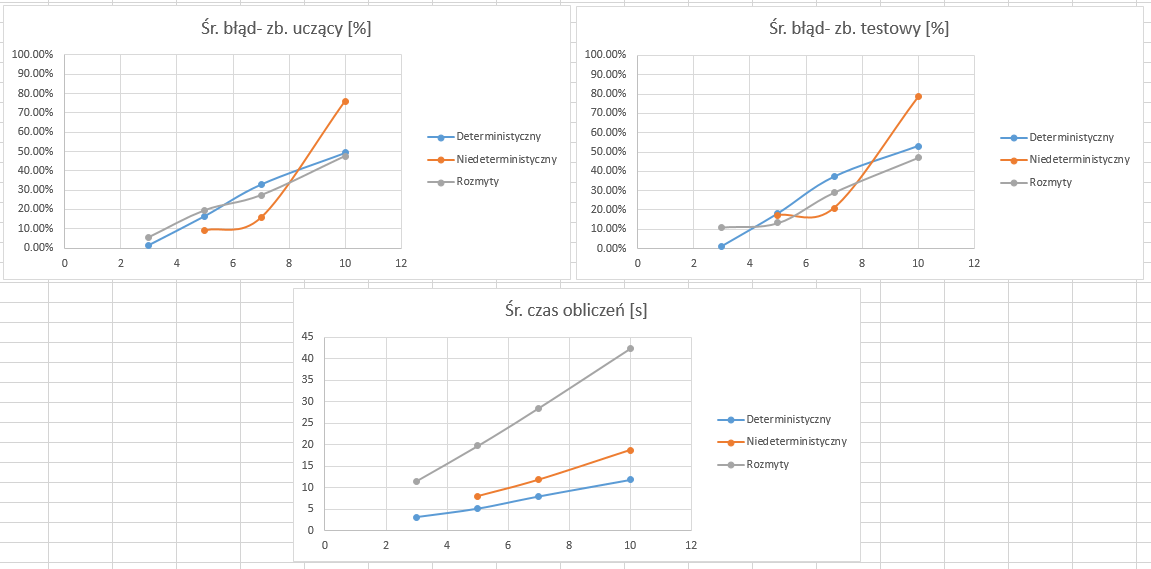 Śr. błąd- zb. uczący [%]
100.00%
90.00%
80.00%
70.00%
60.00%
50.00%
40.00%
30.00%
20.00%
10.00%
0.00%
0 2 4 6 8 10 12
Deterministyczny
Niedeterministyczny
Rozmyty
Śr. błąd- zb. testowy [%]
100.00%
90.00%
80.00%
70.00%
60.00%
50.00%
40.00%
30.00%
20.00%
10.00%
0.00%
0 2 4 6 8 10 12
Deterministyczny
Niedeterministyczny
Rozmyty
Śr. czas obliczeń [s]
45
40
35
30
25
20
15
10
5
0
0 2 4 6 8 10 12
Deterministyczny
Niedeterministyczny
Rozmyty